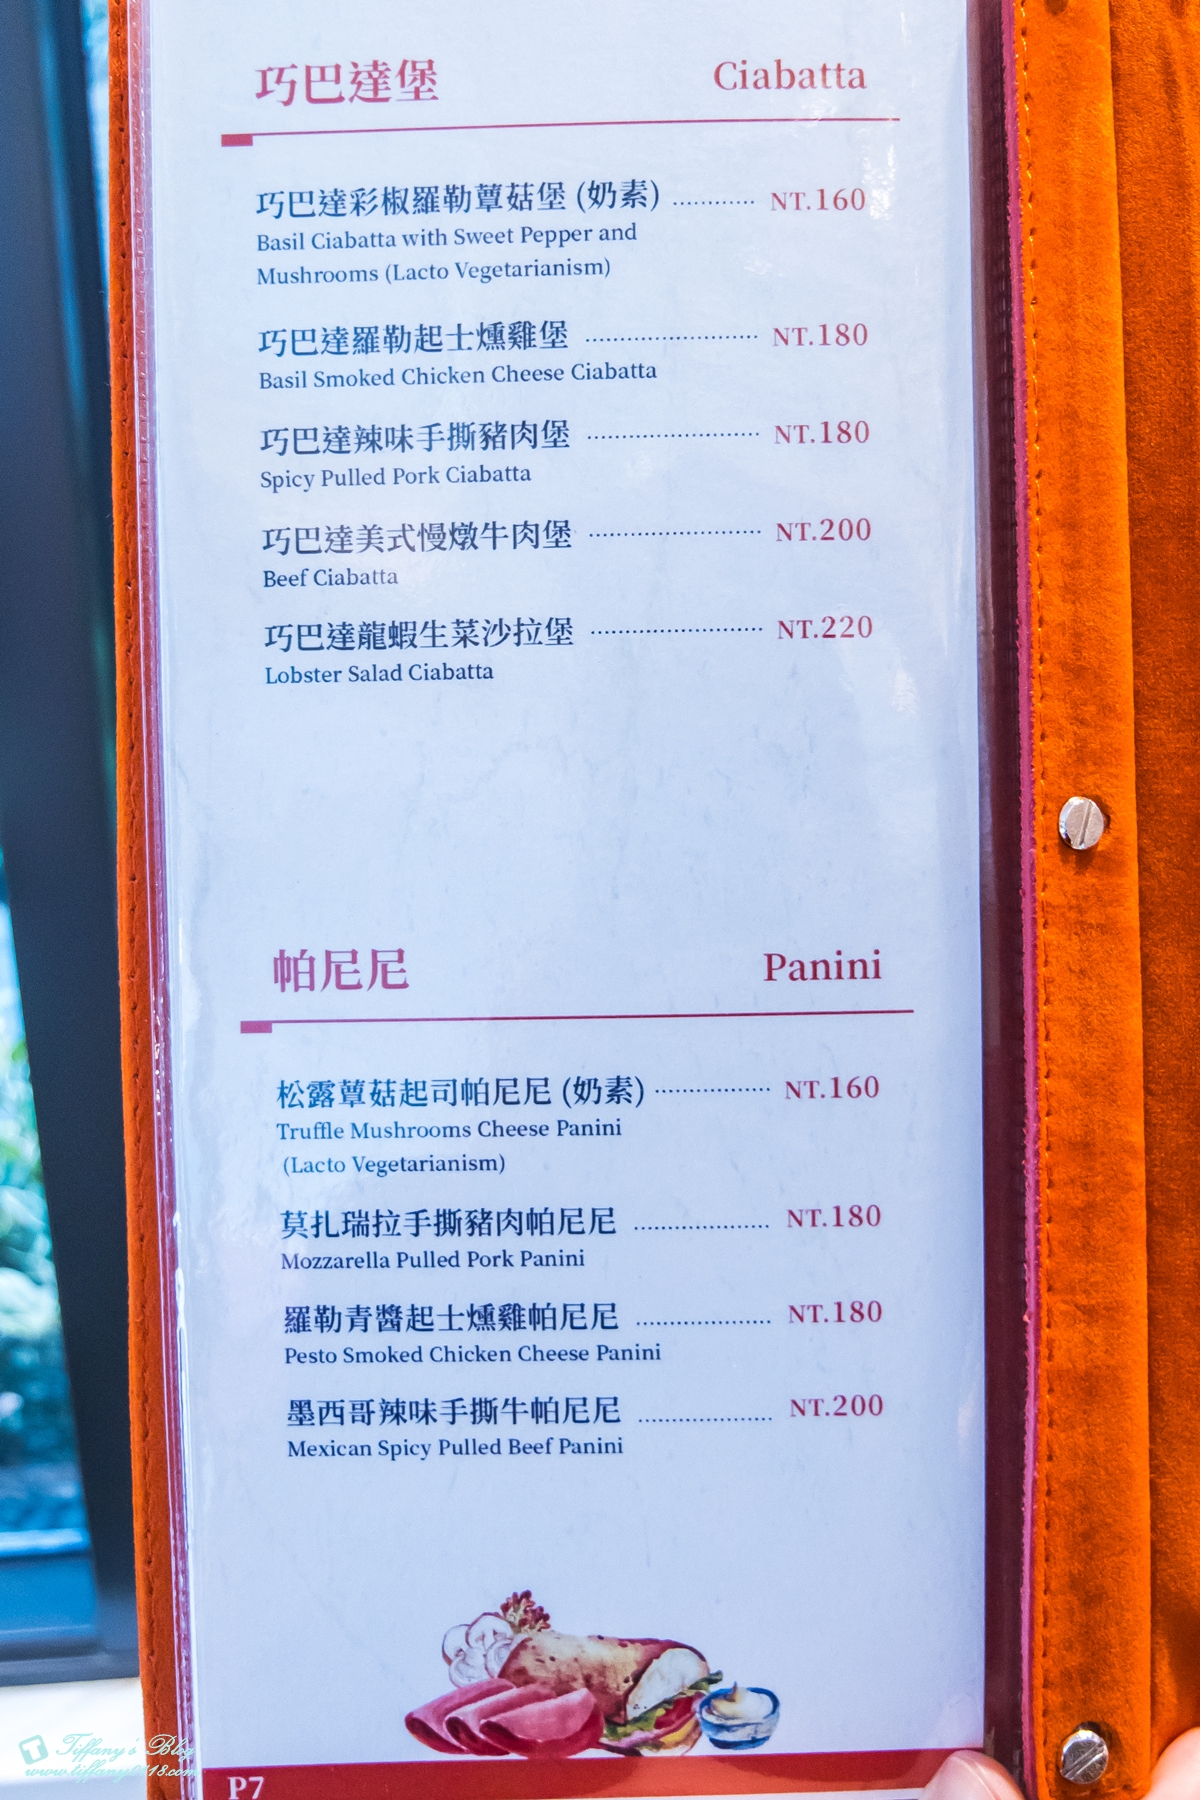 巧巴達堡 Ciabatta
巧巴達彩椒羅勒蕈菇堡 (奶素) ............ NT.160
Basil Ciabatta with Sweet Pepper and
Mushrooms (Lacto Vegetarianism)
巧巴達羅勒起士燻雞堡 ............ NT.180
Basil Smoked Chicken Cheese Ciabatta
巧巴達辣味手撕豬肉堡 ............ NT.180
Spicy Pulled Pork Ciabatta
巧巴達美式慢燉牛肉堡 ............ NT.200
Beef Ciabatta
巧巴達龍蝦生菜沙拉堡 ............ NT.220
Lobster Salad Ciabatta
帕尼尼 Panini
松露蕈菇起司帕尼尼 (奶素) ............ NT.160
Truffle Mushrooms Cheese Panini
(Lacto Vegetarianism)
莫扎瑞拉手撕豬肉帕尼尼 ............ NT.180
Mozzarella Pulled Pork Panini
羅勒青醬起士燻雞帕尼尼 ............ NT.180
Pesto Smoked Chicken Cheese Panini
墨西哥辣味手撕牛帕尼尼 ............ NT.200
Mexican Spicy Pulled Beef Panini
T Tiffany's Blog
P7